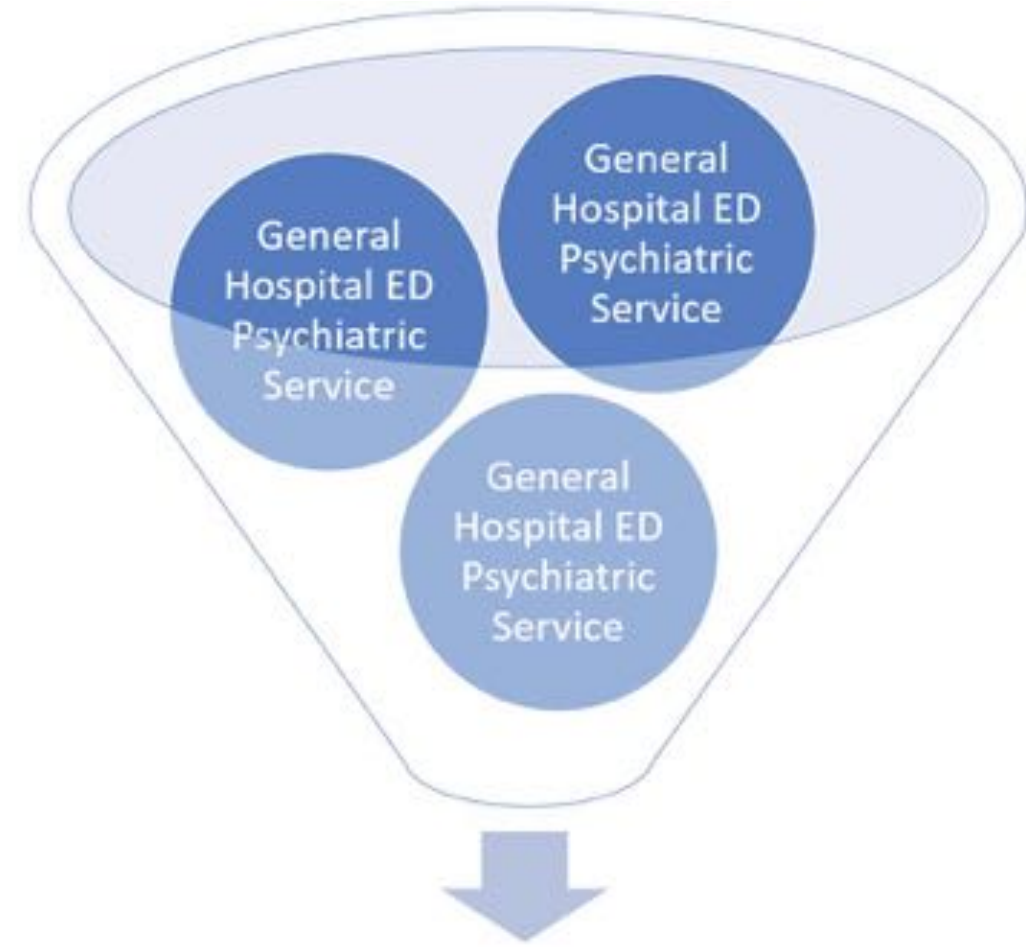 General
Hospital ED
Psychiatric
Service
General
Hospital ED
Psychiatric
Service
General
Hospital ED
Psychiatric
Service